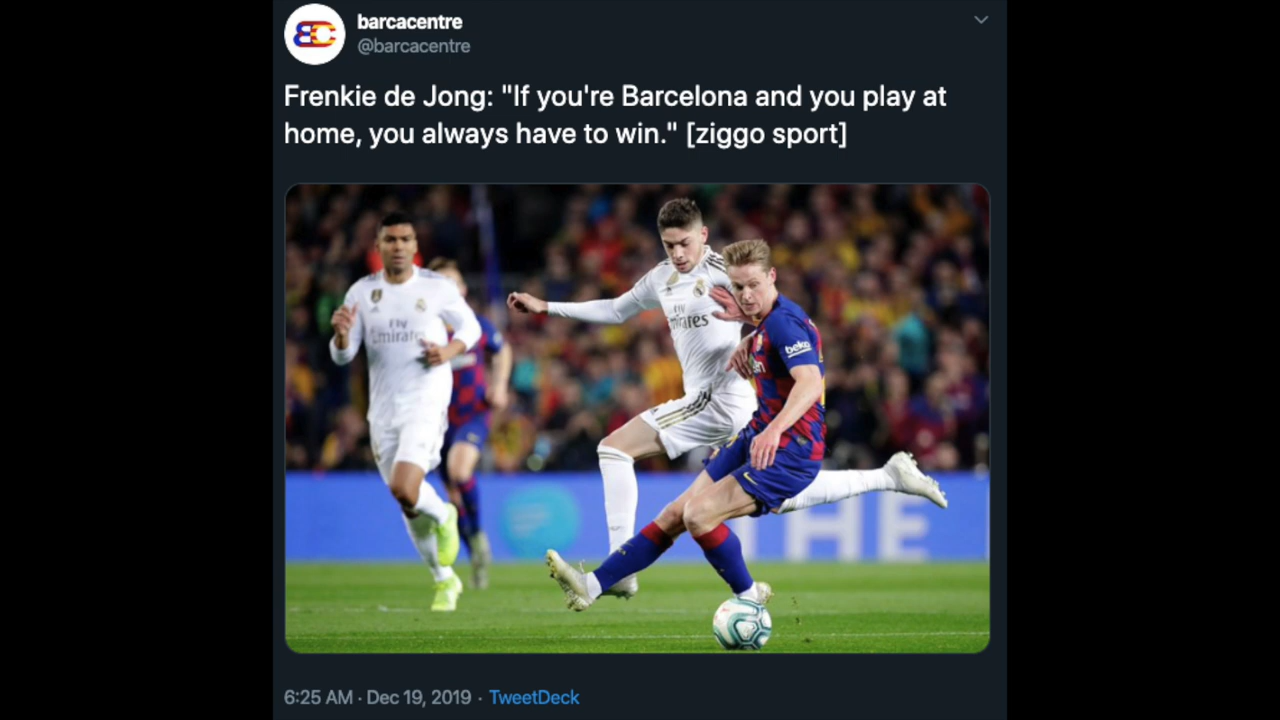 barcacentre
@barcacentre
Frenkie de Jong: "If you're Barcelona and you play at
home, you always have to win." [ziggo sport]
Fly
Emirates
Fly
Emirates
beko
THE
6:25 AM · Dec 19, 2019 · TweetDeck